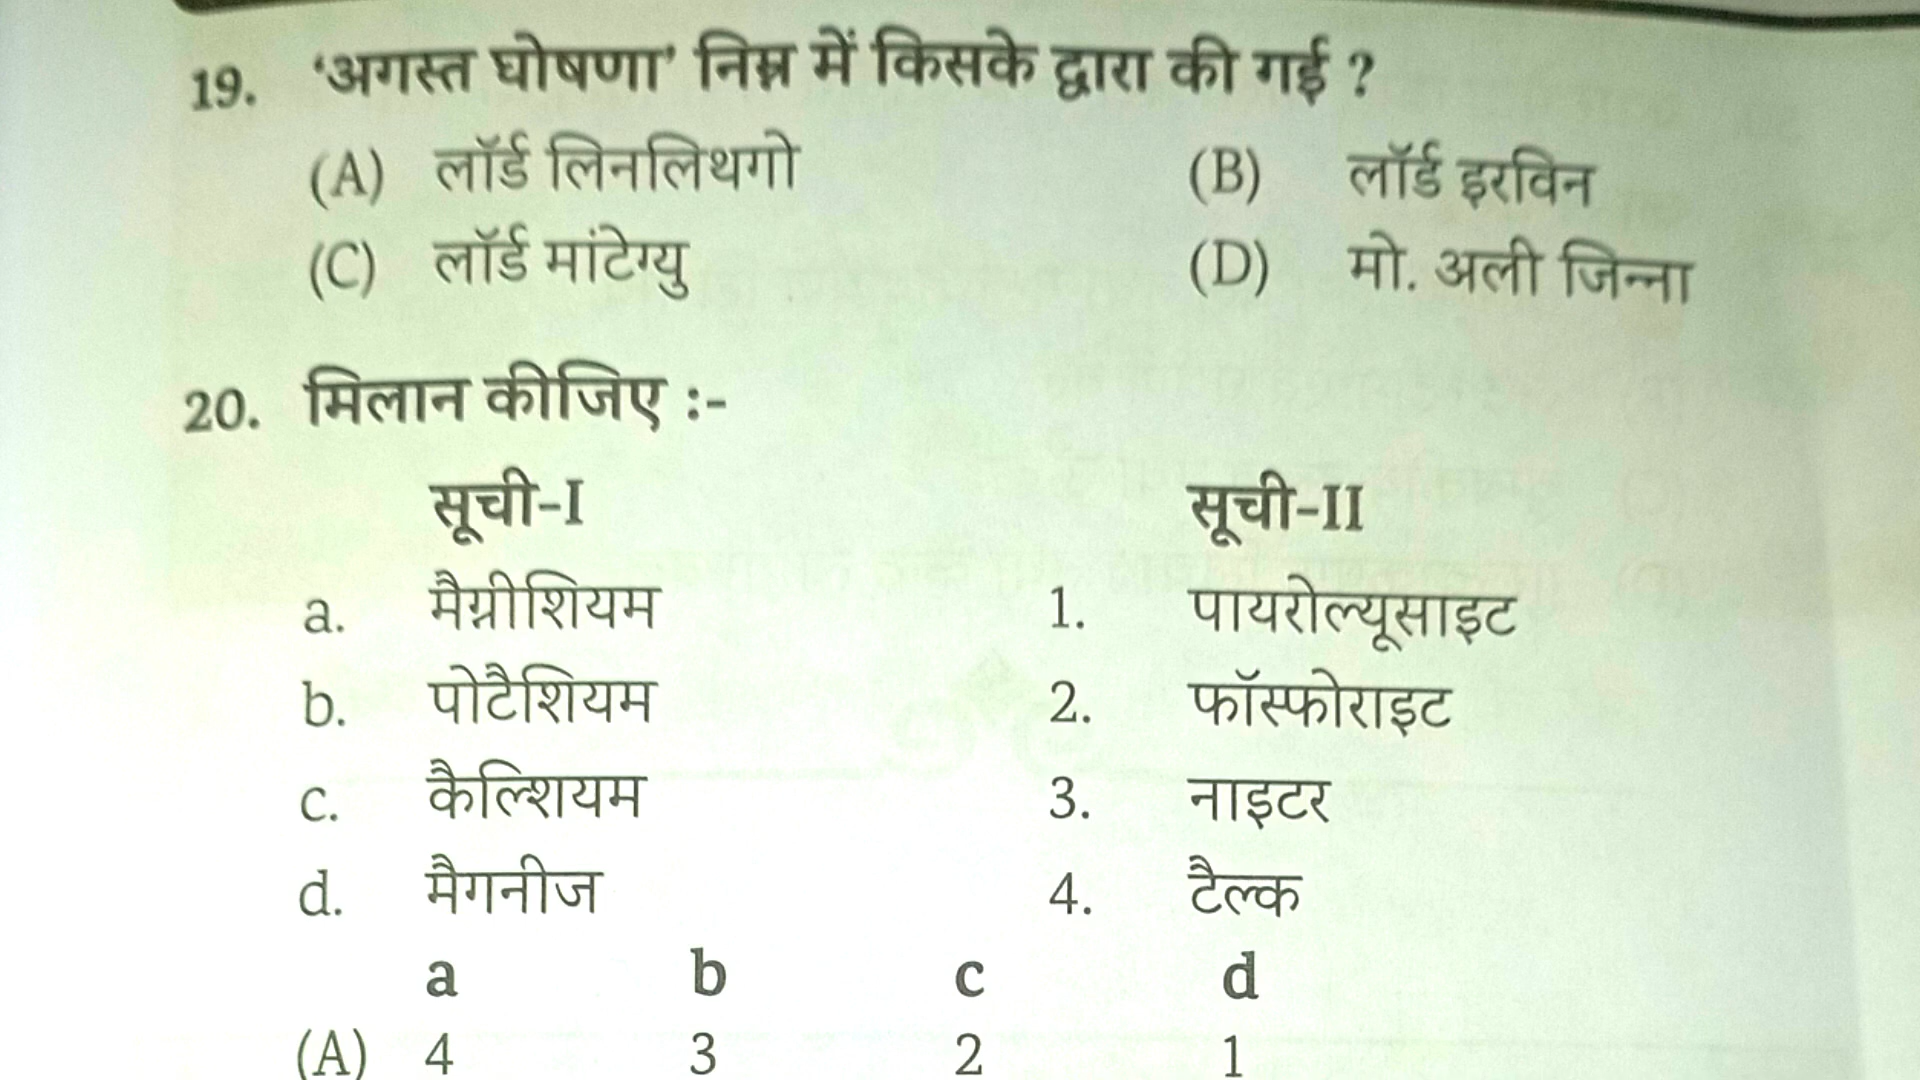 19. 'अगस्त घोषणा' निम्न में किसके द्वारा की गई ?
(A) लॉर्ड लिनलिथगो (B) लॉर्ड इरविन
(C) लॉर्ड मांटेग्यु (D) मो. अली जिन्ना
20. मिलान कीजिए :-
सूची-I सूची-II
a. मैग्नीशियम 1. पायरोल्यूसाइट
b. पोटैशियम 2. फॉस्फोराइट
c. कैल्शियम 3. नाइटर
d. मैगनीज 4. टैल्क
a b c d
(A) 4 3 2 1